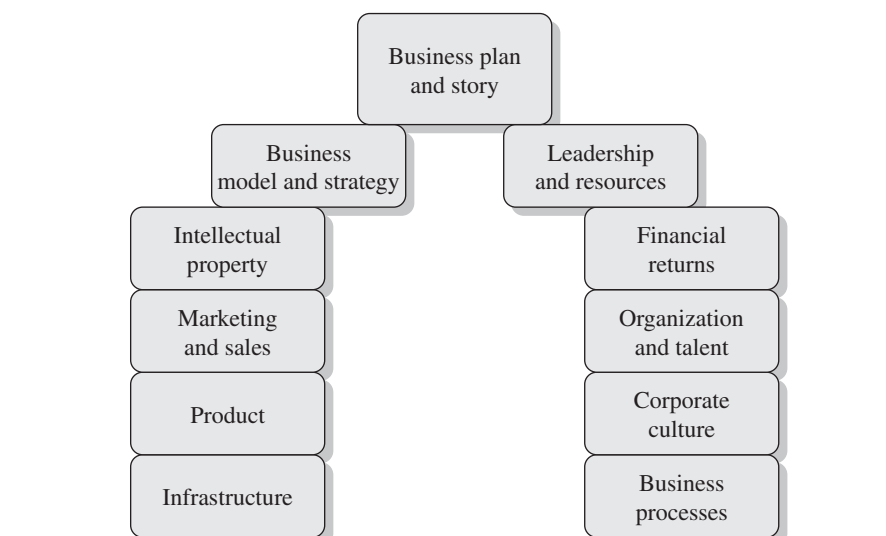 Business plan
and story
Business
model and strategy
Leadership
and resources
Intellectual
property
Financial
returns
Marketing
and sales
Organization
and talent
Product
Corporate
culture
Infrastructure
Business
processes